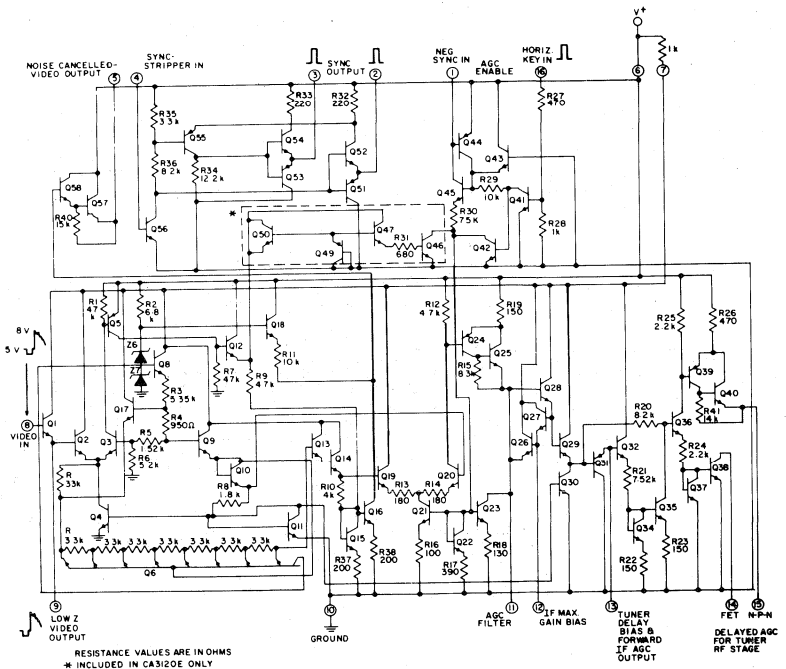 V+
1k
NOISE CANCELLED-
VIDEO OUTPUT
5
SYNC-
STRIPPER IN
4
3
SYNC
OUTPUT
2
NEG
SYNC IN
1
AGC
ENABLE
HORIZ.
KEY IN
16
6
7
R35
3.3k
R33
220
R32
220
R27
470
Q55
Q54
Q52
Q44
Q43
R36
8.2k
R34
12.2k
Q53
Q51
Q45
R29
10k
Q41
Q58
Q57
R40
15k
Q56
*
Q50
Q49
Q47
R31
680
Q46
R30
75K
Q42
R28
1k
R1
47
k
Q5
R2
6.8
k
Z6
Z7
Q8
Q12
Q18
R12
4.7k
R19
150
Q24
Q25
R25
2.2k
R26
470
8V
5V
R11
10k
R7
47k
R9
4.7k
R15
8.3k
Q28
Q39
Q40
R41
14k
R3
5.35k
8
VIDEO
IN
Q1
Q2
Q3
Q17
R4
950Ω
R5
1.52k
R6
5.2k
Q9
Q10
Q13
Q14
Q27
Q26
Q29
R20
8.2k
Q36
R24
2.2k
R
33k
R8
1.8k
R10
4k
Q19
R13
180
R14
180
Q20
Q30
Q31
Q32
R21
7.52k
Q38
Q37
Q4
Q11
Q16
Q15
Q21
Q22
Q23
Q34
Q35
R
3.3k
3.3k
3.3k
3.3k
3.3k
3.3k
3.3k
Q6
R37
200
R38
200
R16
100
R17
390
R18
130
R22
150
R23
150
9
LOW Z
VIDEO
OUTPUT
10
GROUND
11
AGC
FILTER
12
IF MAX.
GAIN BIAS
13
TUNER
DELAY
BIAS &
FORWARD
IF AGC
OUTPUT
14
FET
15
N-P-N
DELAYED AGC
FOR TUNER
RF STAGE
RESISTANCE VALUES ARE IN OHMS
* INCLUDED IN CA3120E ONLY